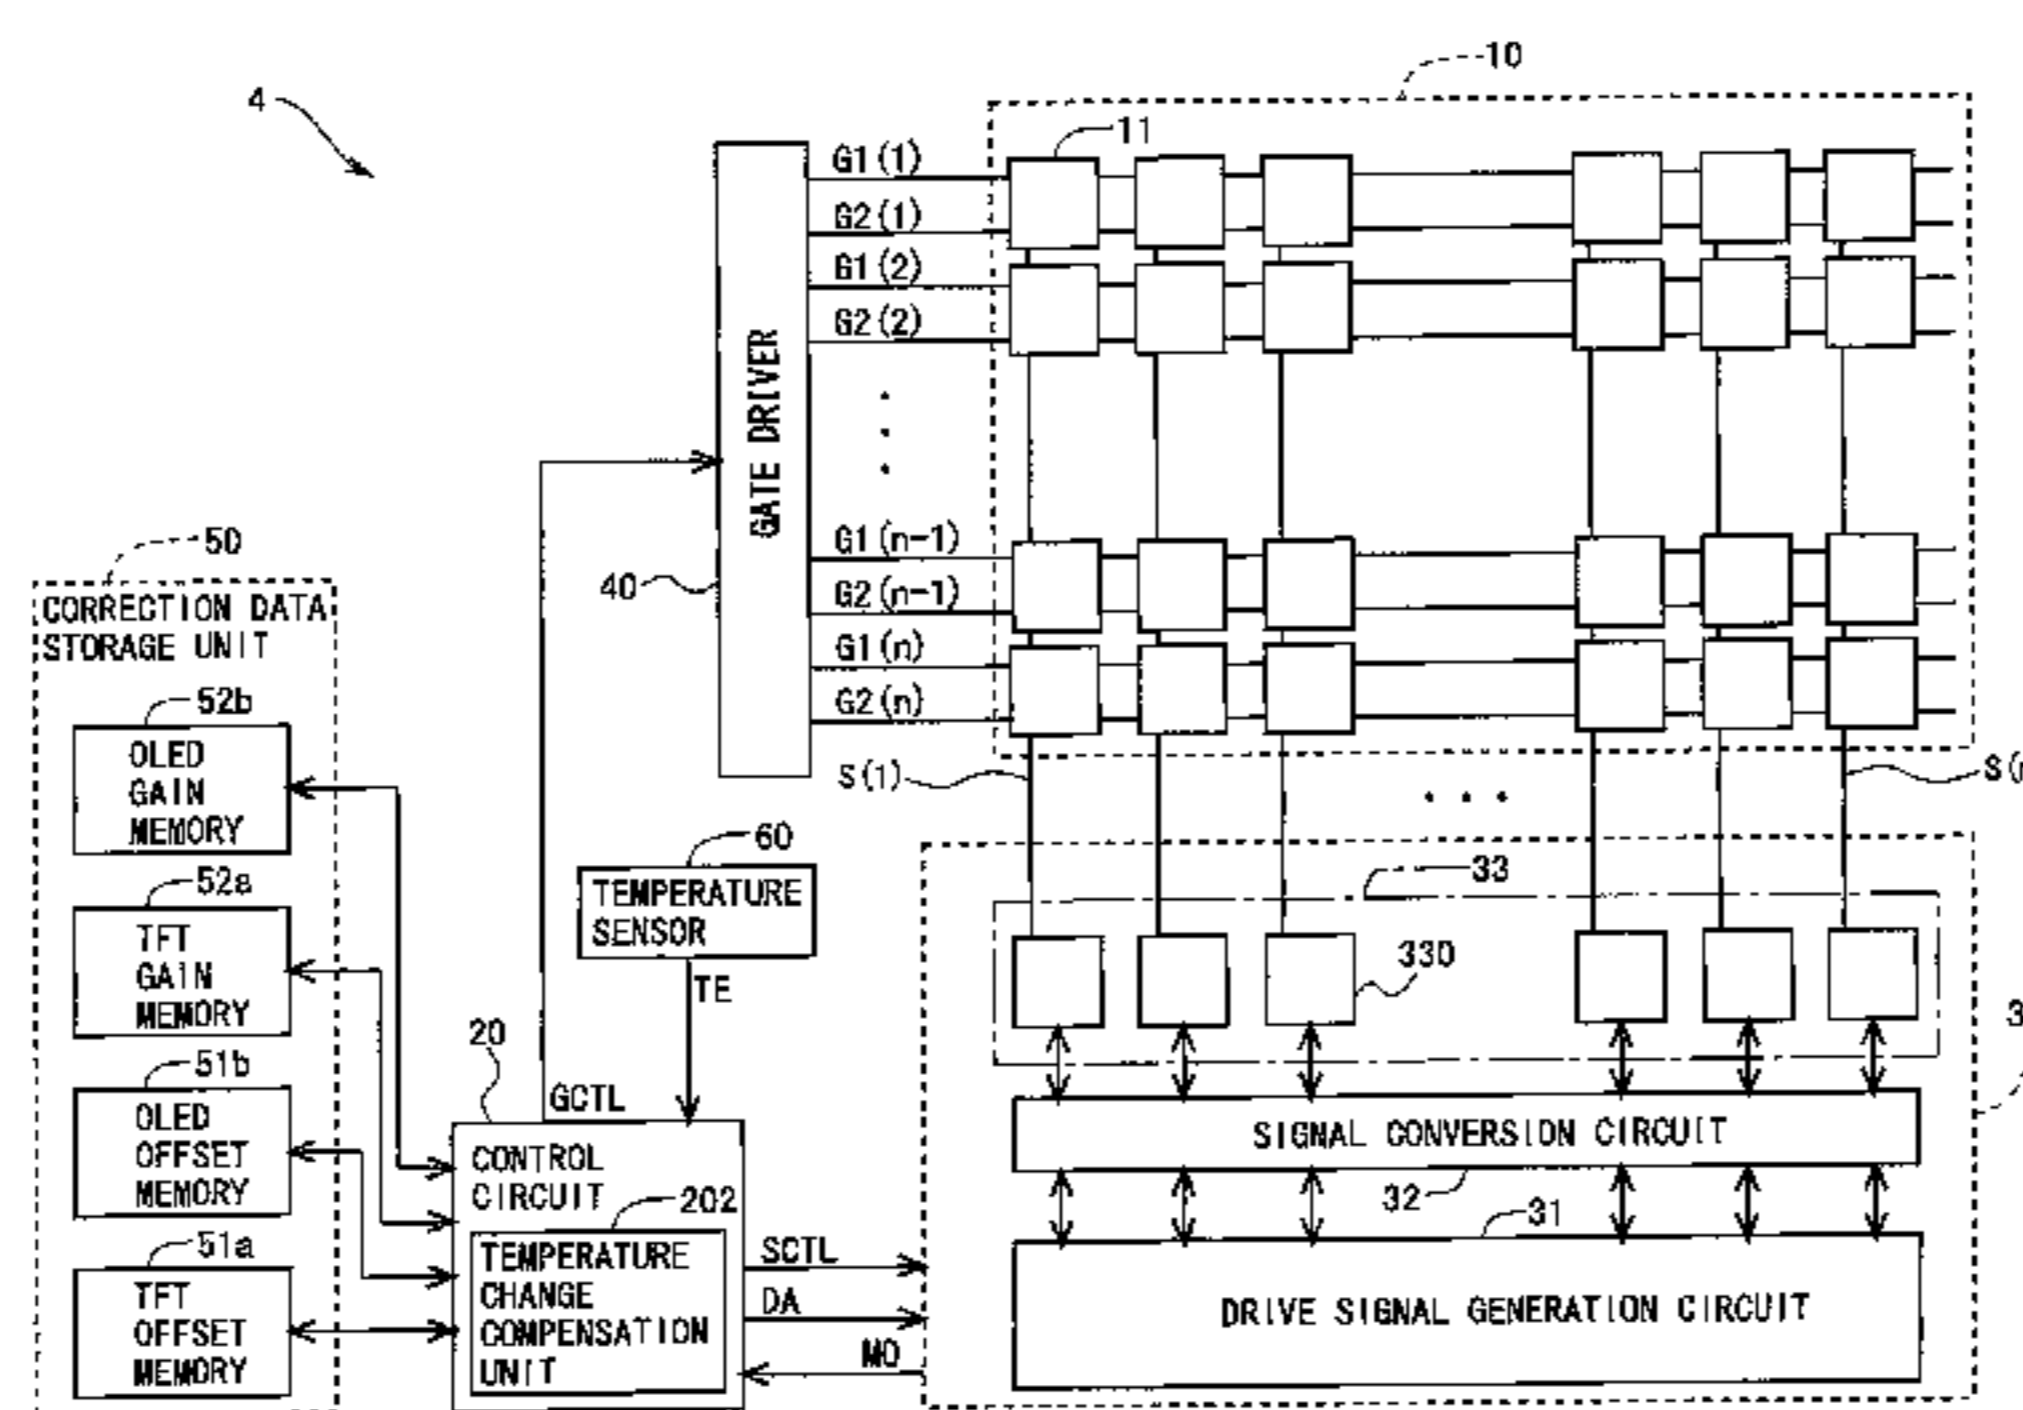 4
10
11
G1(1)
G2(1)
G1(2)
G2(2)
GATE DRIVER
40
G1(n-1)
G2(n-1)
G1(n)
G2(n)
50
CORRECTION DATA
STORAGE UNIT
52b
OLED
GAIN
MEMORY
52a
TFT
GAIN
MEMORY
51b
OLED
OFFSET
MEMORY
51a
TFT
OFFSET
MEMORY
S(1)
60
TEMPERATURE
SENSOR
TE
33
330
20
GCTL
CONTROL
CIRCUIT
202
TEMPERATURE
CHANGE
COMPENSATION
UNIT
SCTL
DA
MO
SIGNAL CONVERSION CIRCUIT
32
31
DRIVE SIGNAL GENERATION CIRCUIT